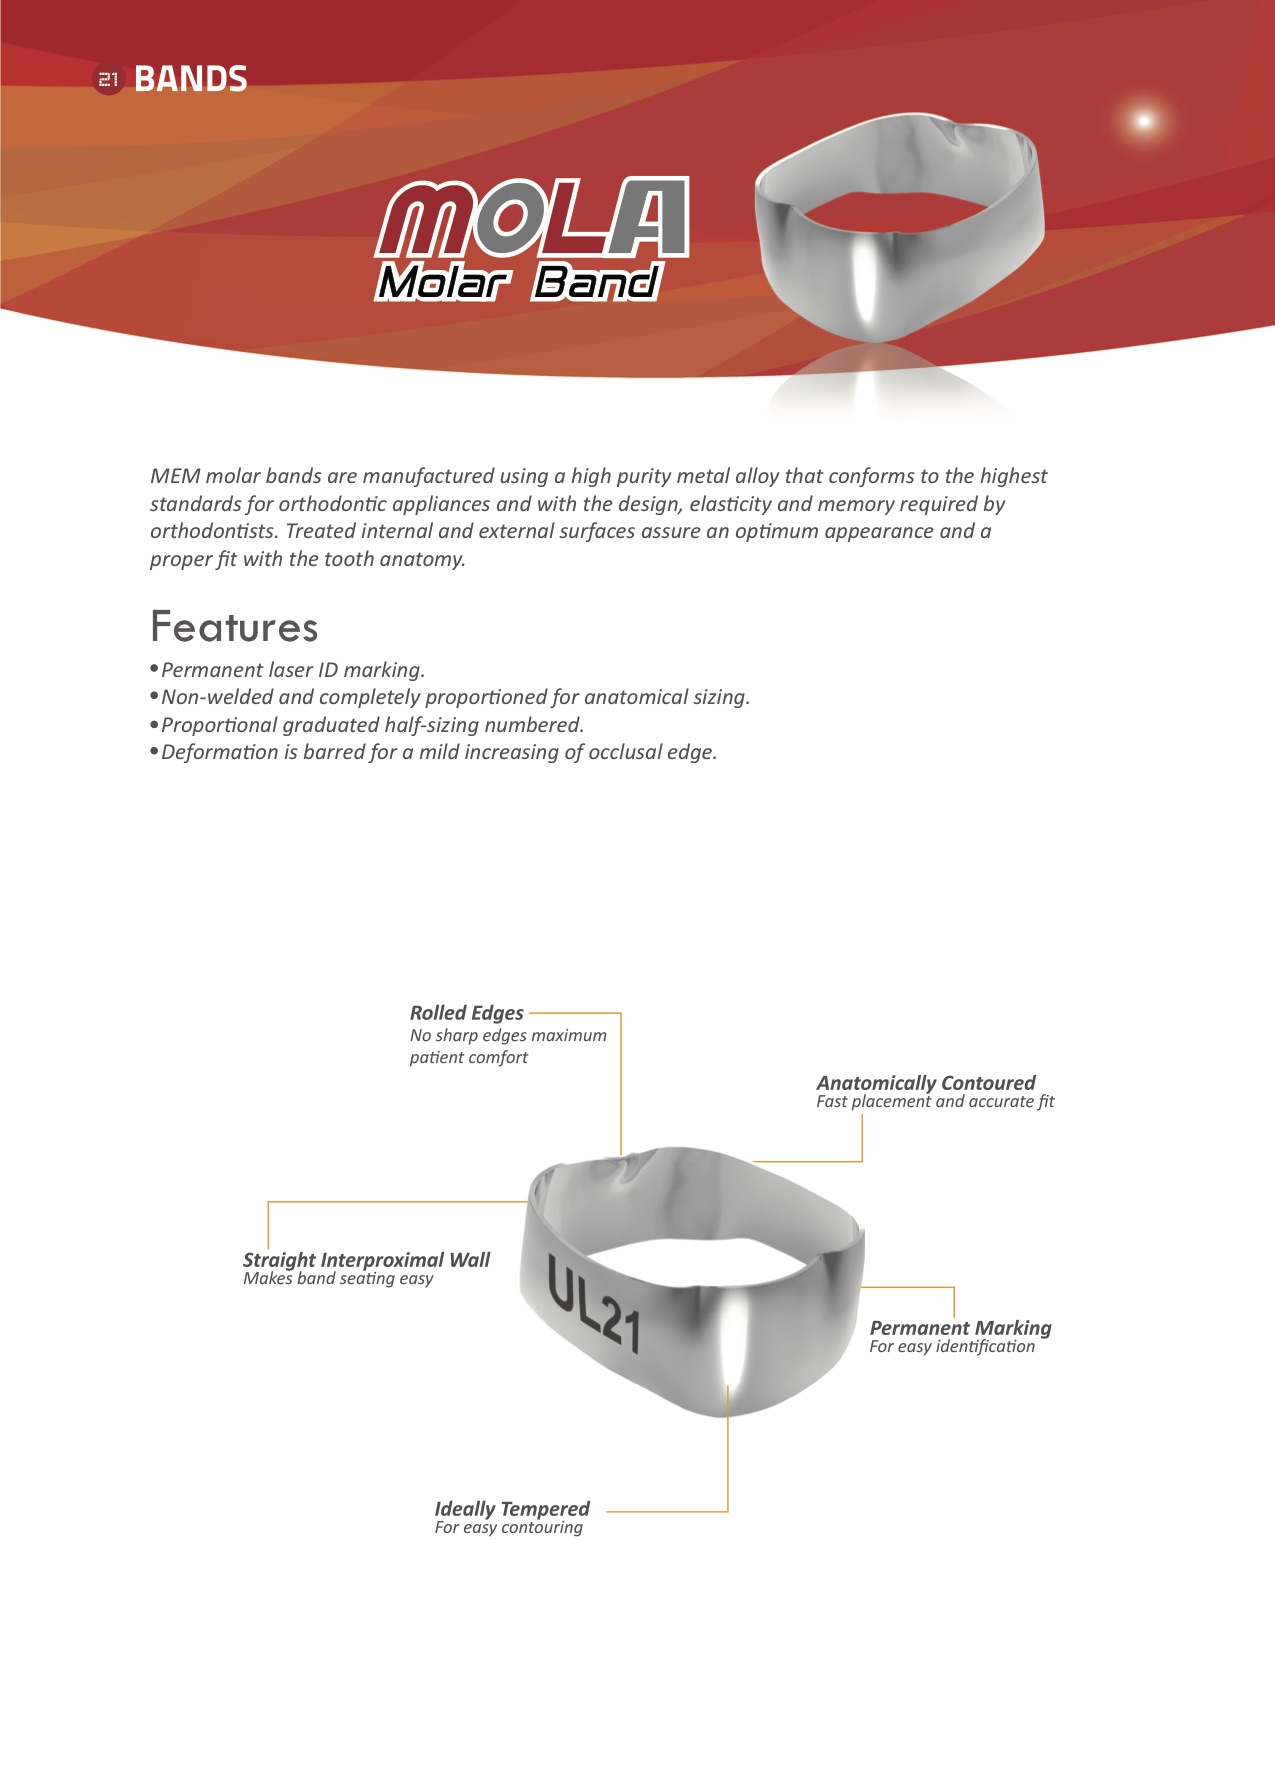 21 BANDS
MOLA
Molar Band
MEM molar bands are manufactured using a high purity metal alloy that conforms to the highest
standards for orthodontic appliances and with the design, elasticity and memory required by
orthodontists. Treated internal and external surfaces assure an optimum appearance and a
proper fit with the tooth anatomy.
Features
•Permanent laser ID marking.
•Non-welded and completely proportioned for anatomical sizing.
•Proportional graduated half-sizing numbered.
•Deformation is barred for a mild increasing of occlusal edge.
Rolled Edges
No sharp edges maximum
patient comfort
Anatomically Contoured
Fast placement and accurate fit
Straight Interproximal Wall
Makes band seating easy
UL21
Permanent Marking
For easy identification
Ideally Tempered
For easy contouring